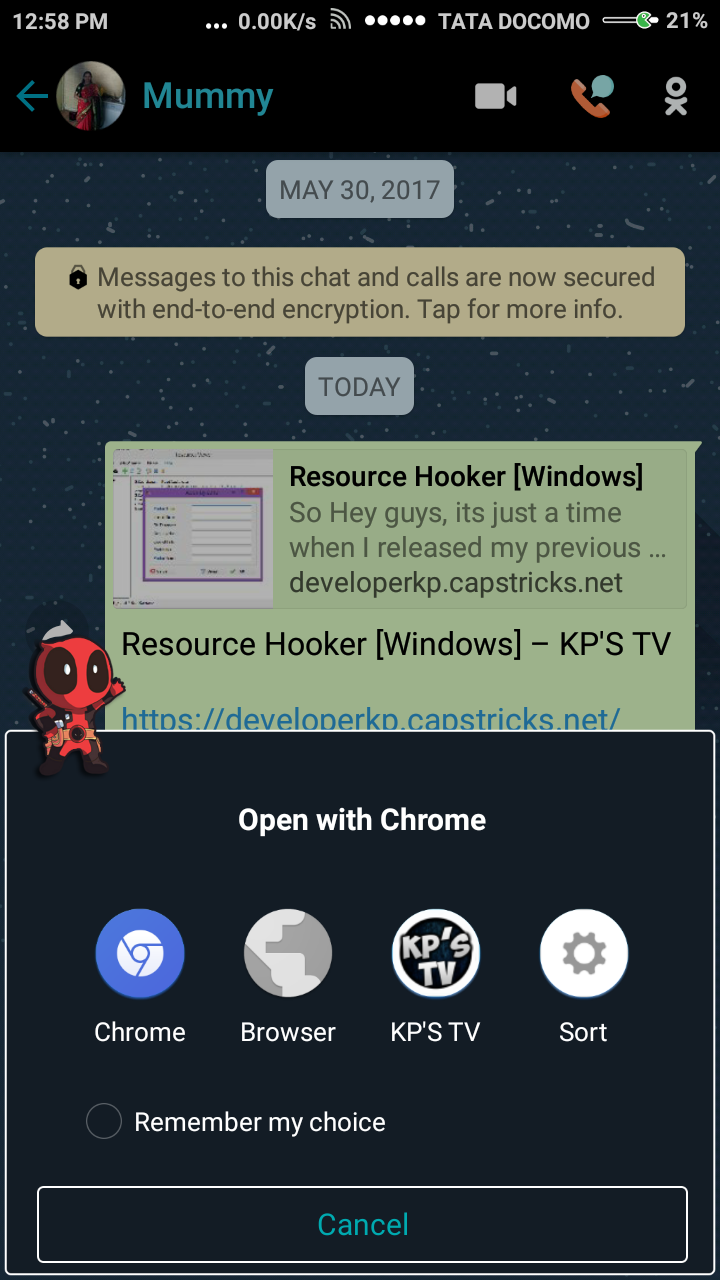 12:58 PM ... 0.00K/s TATA DOCOMO 21%
Mummy
MAY 30, 2017
Messages to this chat and calls are now secured
with end-to-end encryption. Tap for more info.
TODAY
Resource Hooker [Windows]
So Hey guys, its just a time
when I released my previous ...
developerkp.capstricks.net
Resource Hooker [Windows] – KP'S TV
https://developerkp.capstricks.net/
Open with Chrome
KP'S
TV
Chrome Browser KP'S TV Sort
Remember my choice
Cancel